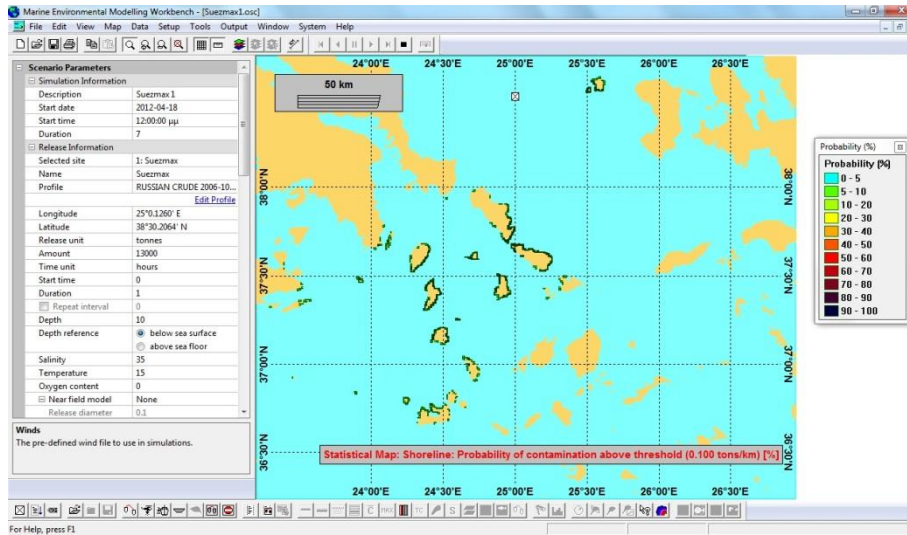 Marine Environmental Modelling Workbench - [Suezmax1.osc]
File Edit View Map Data Setup Tools Output Window System Help
Scenario Parameters
Simulation Information
Description Suezmax 1
Start date 2012-04-18
Start time 12:00:00 μμ
Duration 7
Release Information
Selected site 1: Suezmax
Name Suezmax
Profile RUSSIAN CRUDE 2006-10...
Edit Profile
Longitude 25°0.1260' E
Latitude 38°30.2064' N
Release unit tonnes
Amount 13000
Time unit hours
Start time 0
Duration 1
Repeat interval 0
Depth 10
Depth reference below sea surface
above sea floor
Salinity 35
Temperature 15
Oxygen content 0
Near field model None
Release diameter 0.1
Winds
The pre-defined wind file to use in simulations.
24°00'E 24°30'E 25°00'E 25°30'E 26°00'E 26°30'E
50 km
38°00'N 38°00'N
37°30'N 37°30'N
37°00'N 37°00'N
36°30'N 36°30'N
Statistical Map: Shoreline: Probability of contamination above threshold (0.100 tons/km) [%]
24°00'E 24°30'E 25°00'E 25°30'E 26°00'E 26°30'E
Probability (%)
Probability (%)
0 - 5
5 - 10
10 - 20
20 - 30
30 - 40
40 - 50
50 - 60
60 - 70
70 - 80
80 - 90
90 - 100
For Help, press F1